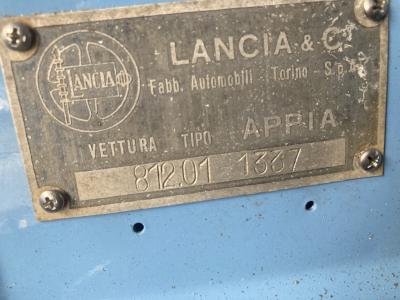 LANCIA & C.
LANCIA
Fabb. Automobili - Torino - S.p.A.
VETTURA TIPO APPIA
812.01 1337